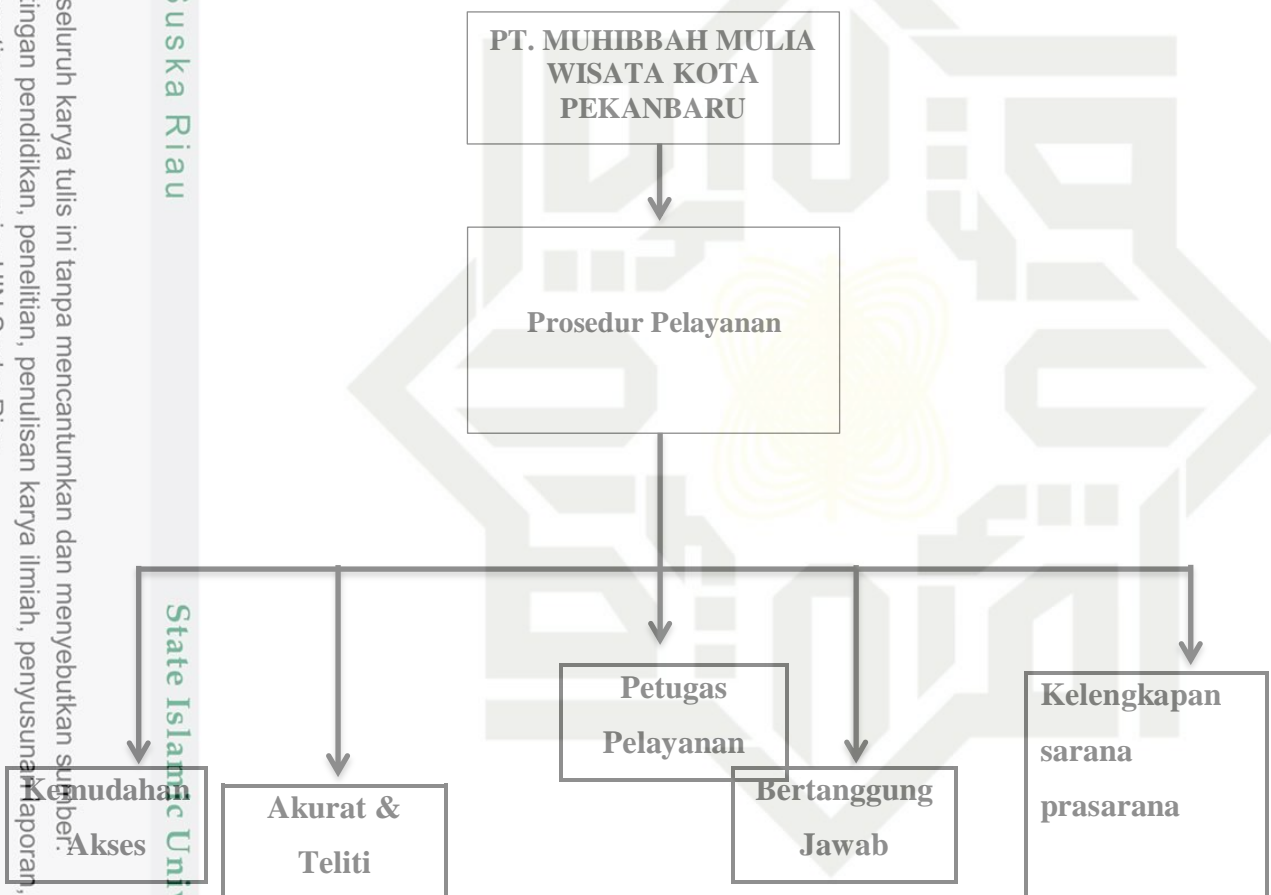 PT. MUHIBBAH MULIA
WISATA KOTA
PEKANBARU
Prosedur Pelayanan
Petugas
Pelayanan
Kelengkapan
sarana
prasarana
Kemudahan
Akses
Akurat &
Teliti
Bertanggung
Jawab
Suska Riau
State Islamic
seluruh karya tulis ini tanpa mencantumkan dan menyebutkan sumber.
pendidikan, penelitian, penulisan karya ilmiah, penyusunan laporan,